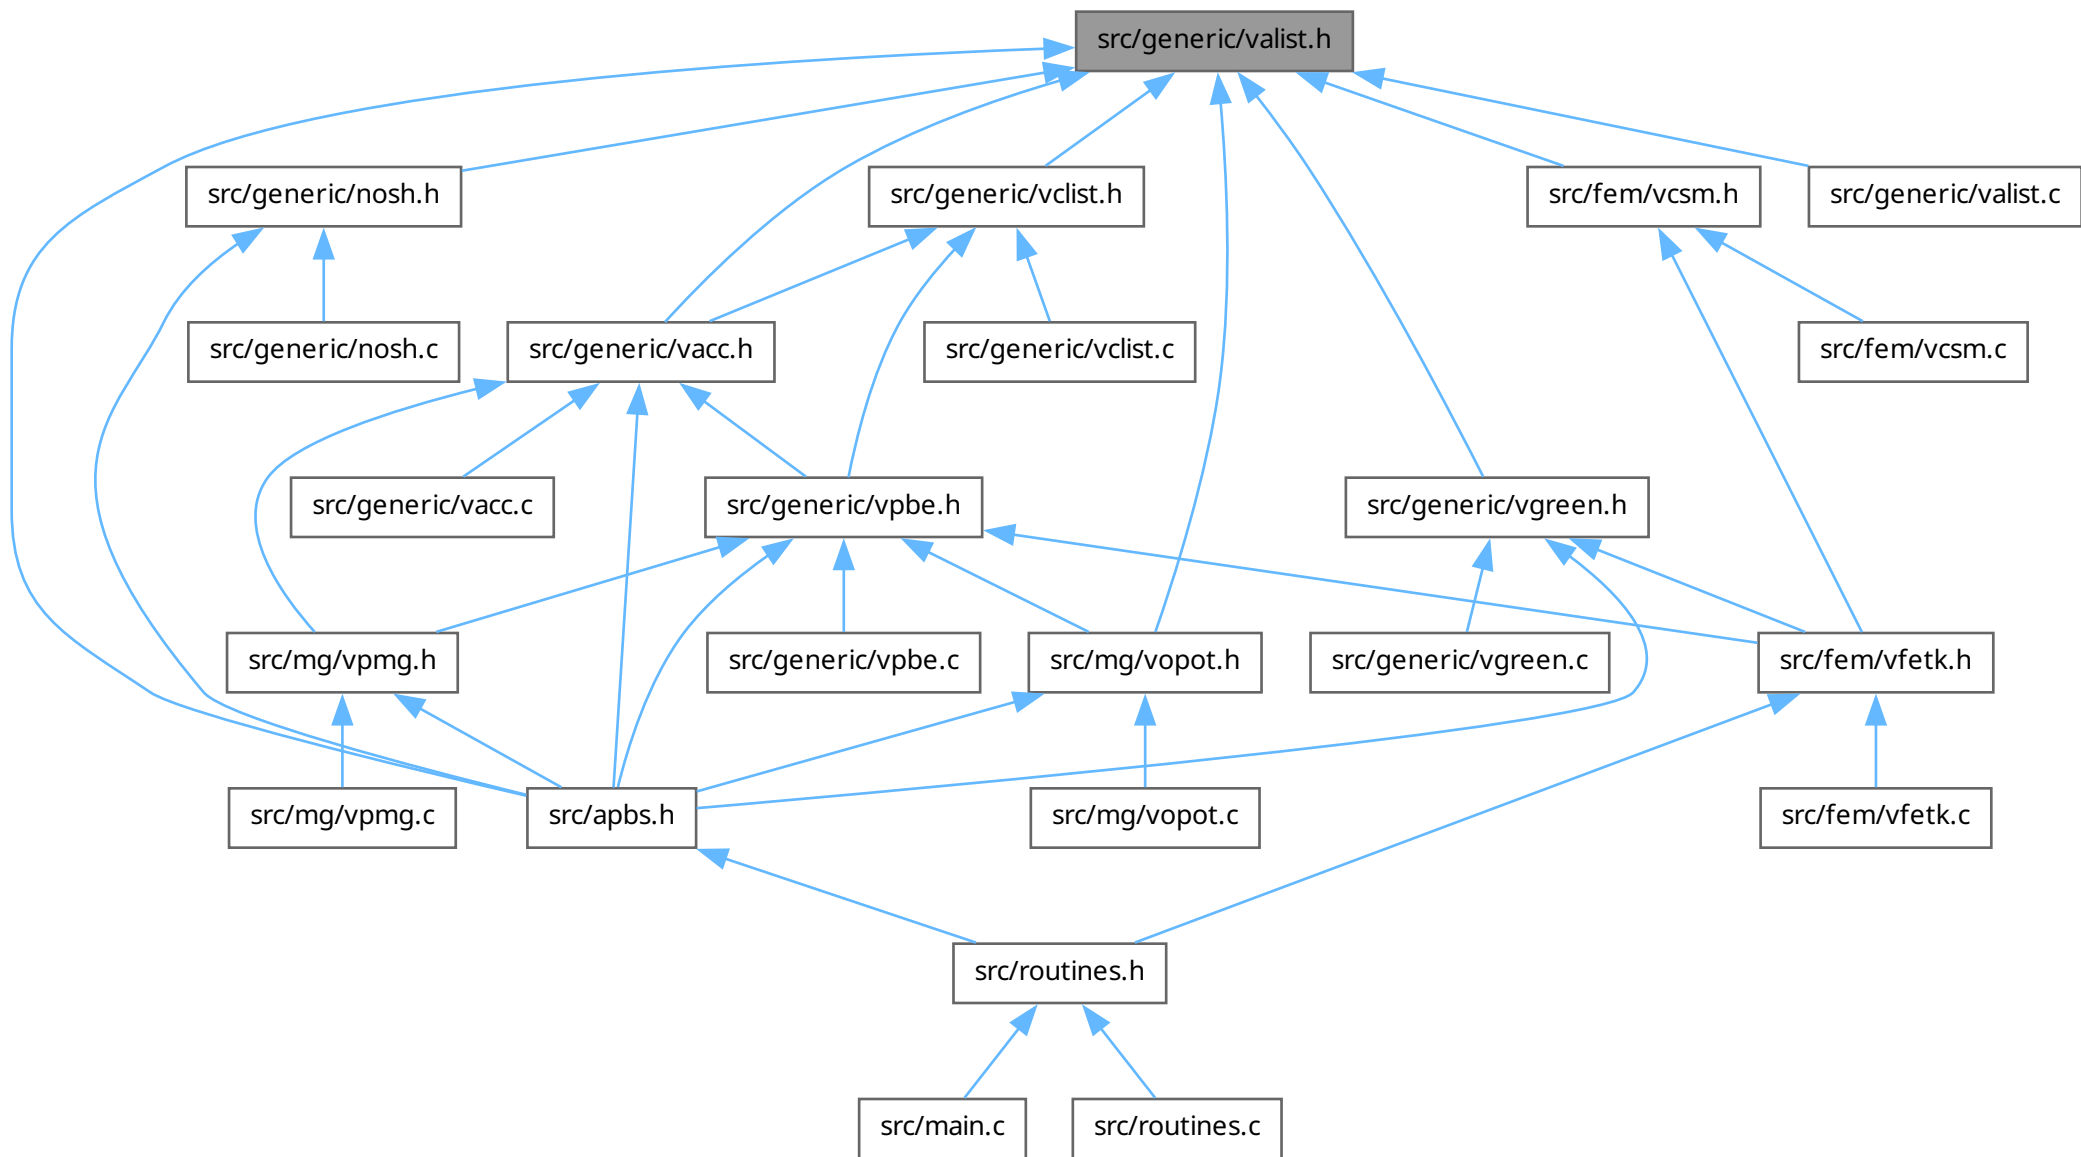 src/generic/valist.h
src/generic/nosh.h
src/generic/vclist.h
src/fem/vcsm.h
src/generic/valist.c
src/generic/nosh.c
src/generic/vacc.h
src/generic/vclist.c
src/fem/vcsm.c
src/generic/vacc.c
src/generic/vpbe.h
src/generic/vgreen.h
src/mg/vpmg.h
src/generic/vpbe.c
src/mg/vopot.h
src/generic/vgreen.c
src/fem/vfetk.h
src/mg/vpmg.c
src/apbs.h
src/mg/vopot.c
src/fem/vfetk.c
src/routines.h
src/main.c
src/routines.c